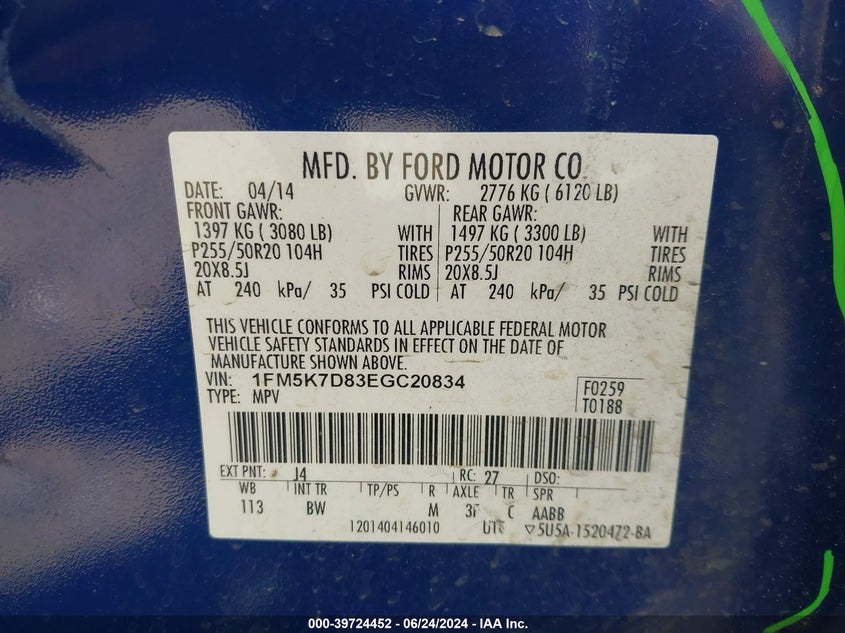 MFD. BY FORD MOTOR CO.
DATE: 04/14 GVWR: 2776 KG ( 6120 LB)
FRONT GAWR: REAR GAWR:
1397 KG ( 3080 LB) WITH 1497 KG ( 3300 LB) WITH
P255/50R20 104H TIRES P255/50R20 104H TIRES
20X8.5J RIMS 20X8.5J RIMS
AT 240 kPa/ 35 PSI COLD AT 240 kPa/ 35 PSI COLD
THIS VEHICLE CONFORMS TO ALL APPLICABLE FEDERAL MOTOR
VEHICLE SAFETY STANDARDS IN EFFECT ON THE DATE OF
MANUFACTURE SHOWN ABOVE.
VIN: 1FM5K7D83EGC20834
TYPE: MPV
F0259
T0188
EXT PNT: J4 RC: 27 DSO:
WB INT TR TP/PS R AXLE TR SPR
113 BW M C AABB
1201404146010 ▽5U5A-1520472-BA
000-39724452 - 06/24/2024 - IAA Inc.